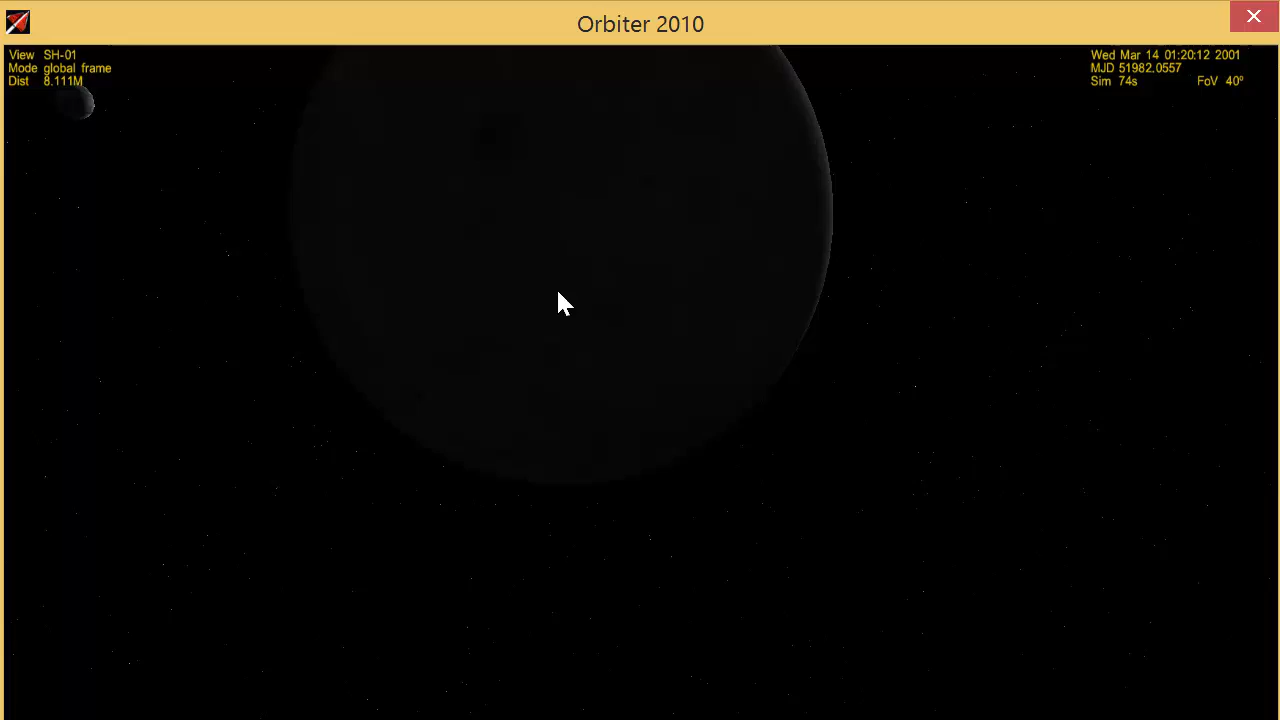 Orbiter 2010
View SH-01
Mode global frame
Dist 8.111M
Wed Mar 14 01:20:12 2001
MJD 51982.0557
Sim 74s FoV 40º